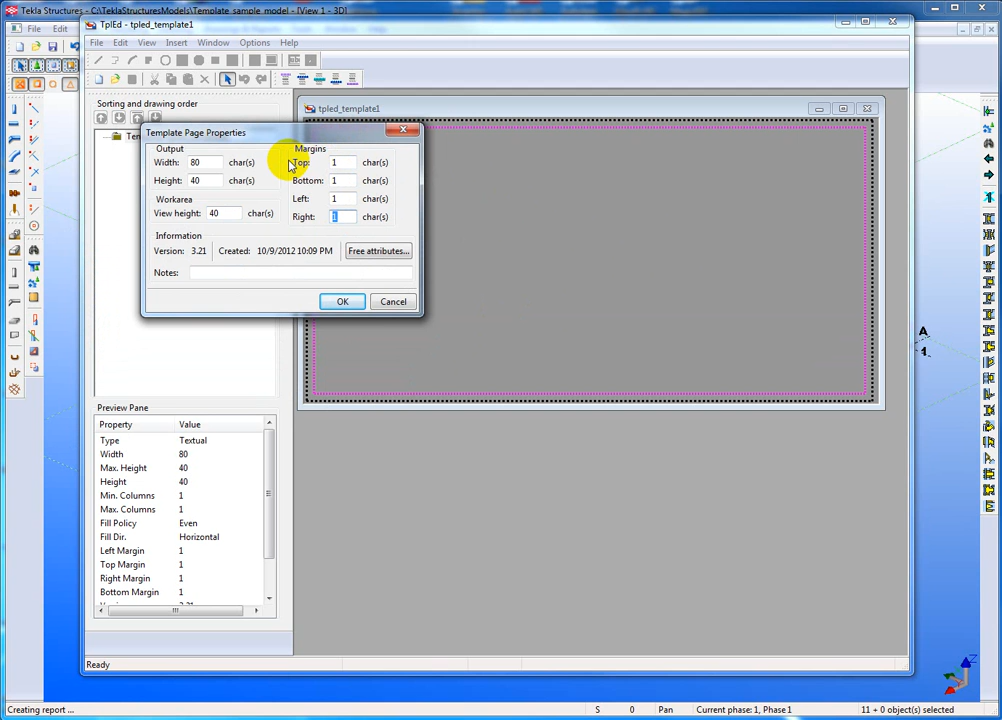 Tekla Structures - C:\TeklaStructuresModels\Template_sample_model - [View 1 - 3D]
File Edit
TplEd - tpled_template1
File Edit View Insert Window Options Help
Sorting and drawing order
tpled_template1
Template Page Properties
Output
Width: 80 char(s)
Height: 40 char(s)
Workarea
View height: 40 char(s)
Margins
Top: 1 char(s)
Bottom: 1 char(s)
Left: 1 char(s)
Right: 1 char(s)
Information
Version: 3.21 Created: 10/9/2012 10:09 PM Free attributes...
Notes:
OK Cancel
Preview Pane
Property Value
Type Textual
Width 80
Max. Height 40
Height 40
Min. Columns 1
Max. Columns 1
Fill Policy Even
Fill Dir. Horizontal
Left Margin 1
Top Margin 1
Right Margin 1
Bottom Margin 1
Ready
A
1
Z
Creating report ... S 0 Pan Current phase: 1, Phase 1 11 + 0 object(s) selected